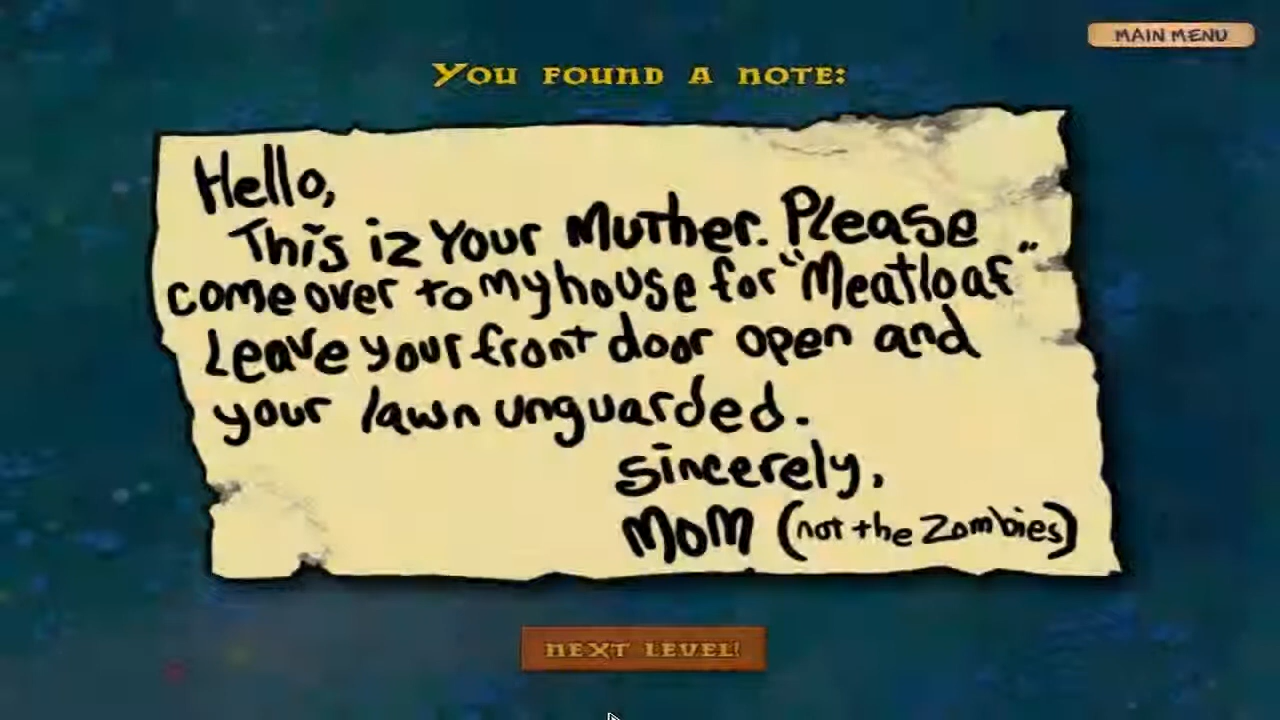 MAIN MENU
YOU FOUND A NOTE:
Hello,
This iz Your Muther. Please
come over to my house for "Meatloaf"
Leave your front door open and
your lawn unguarded.
sincerely,
MOM (not the Zombies)
NEXT LEVEL!